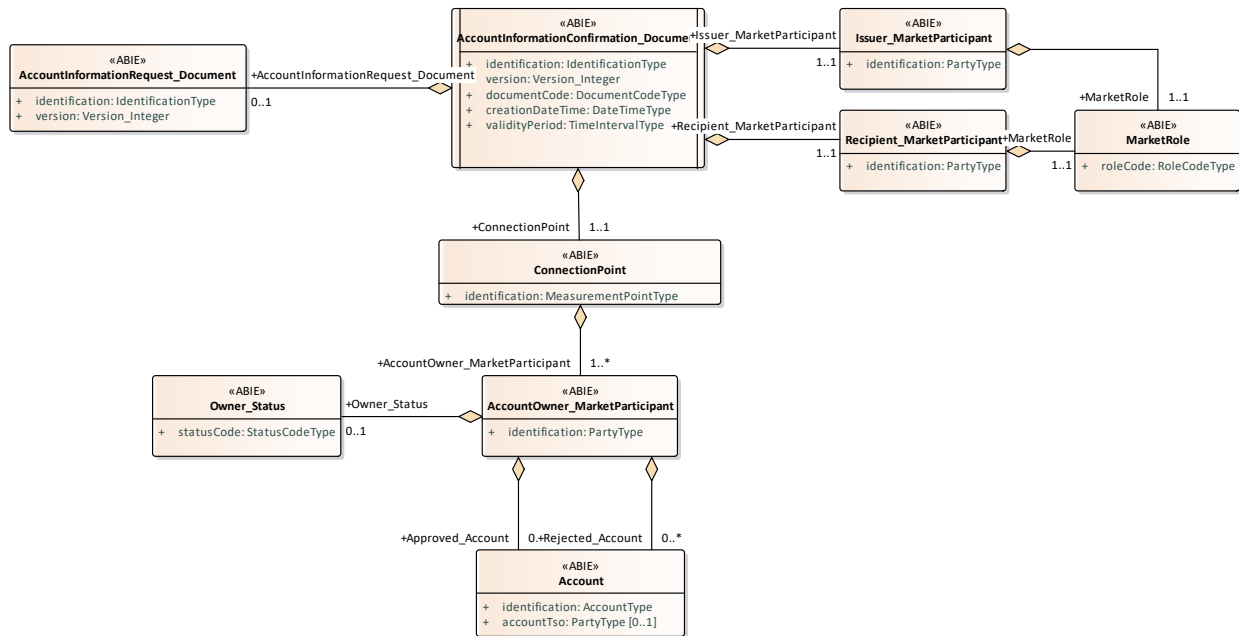 «ABIE»
AccountInformationRequest_Document
+ identification: IdentificationType
+ version: Version_Integer
+AccountInformationRequest_Document
0..1
«ABIE»
AccountInformationConfirmation_Docume
+ identification: IdentificationType
+ version: Version_Integer
+ documentCode: DocumentCodeType
+ creationDateTime: DateTimeType
+ validityPeriod: TimeIntervalType
+Issuer_MarketParticipant
1..1
«ABIE»
Issuer_MarketParticipant
+ identification: PartyType
+MarketRole
1..1
+Recipient_MarketParticipant
1..1
«ABIE»
Recipient_MarketParticipant
+ identification: PartyType
+MarketRole
1..1
«ABIE»
MarketRole
+ roleCode: RoleCodeType
+ConnectionPoint
1..1
«ABIE»
ConnectionPoint
+ identification: MeasurementPointType
+AccountOwner_MarketParticipant
1..*
«ABIE»
Owner_Status
+ statusCode: StatusCodeType
+Owner_Status
0..1
«ABIE»
AccountOwner_MarketParticipant
+ identification: PartyType
+Approved_Account
0.
+Rejected_Account
0..*
«ABIE»
Account
+ identification: AccountType
+ accountTso: PartyType [0..1]